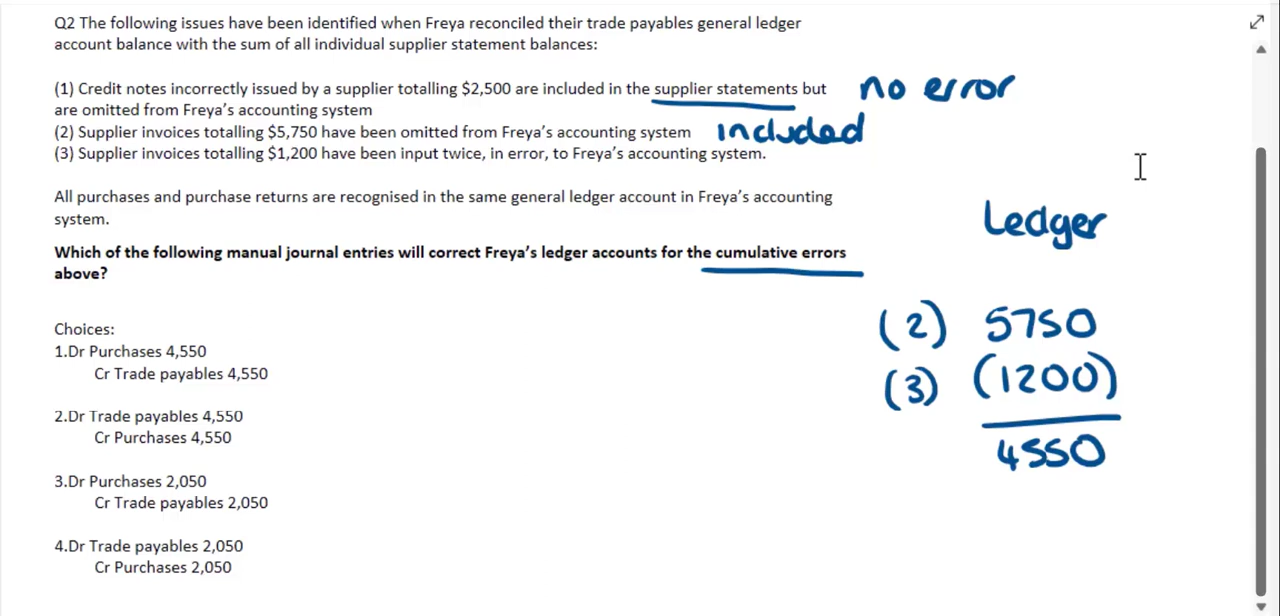 Q2 The following issues have been identified when Freya reconciled their trade payables general ledger
account balance with the sum of all individual supplier statement balances:
(1) Credit notes incorrectly issued by a supplier totalling $2,500 are included in the supplier statements but
no error
are omitted from Freya's accounting system
(2) Supplier invoices totalling $5,750 have been omitted from Freya's accounting system
included
(3) Supplier invoices totalling $1,200 have been input twice, in error, to Freya's accounting system.
All purchases and purchase returns are recognised in the same general ledger account in Freya's accounting
system.
Which of the following manual journal entries will correct Freya's ledger accounts for the cumulative errors
above?
Choices:
1.Dr Purchases 4,550
Cr Trade payables 4,550
2.Dr Trade payables 4,550
Cr Purchases 4,550
3.Dr Purchases 2,050
Cr Trade payables 2,050
4.Dr Trade payables 2,050
Cr Purchases 2,050
Ledger
(2) 5750
(3) (1200)
4550